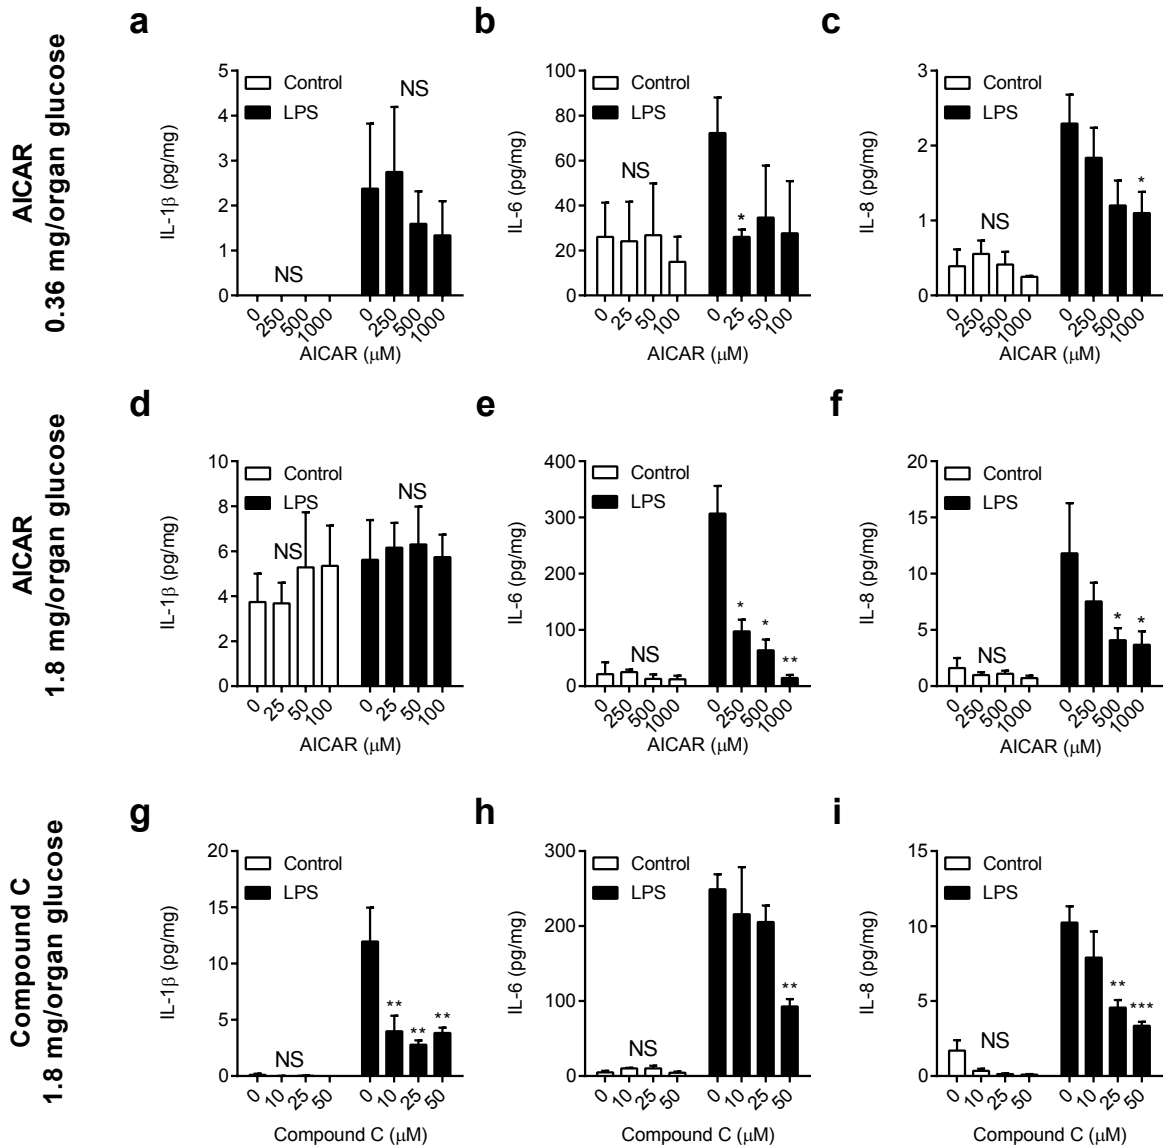 a
b
c
AICAR
0.36 mg/organ glucose
IL-1β (pg/mg)
5
4
3
2
1
0
Control
LPS
NS
NS
0 250 500 1000 0 250 500 1000
AICAR (μM)
IL-6 (pg/mg)
100
80
60
40
20
0
Control
LPS
NS
*
0 25 50 100 0 25 50 100
AICAR (μM)
IL-8 (pg/mg)
3
2
1
0
Control
LPS
NS
*
0 250 500 1000 0 250 500 1000
AICAR (μM)
d
e
f
AICAR
1.8 mg/organ glucose
IL-1β (pg/mg)
10
8
6
4
2
0
Control
LPS
NS
NS
0 25 50 100 0 25 50 100
AICAR (μM)
IL-6 (pg/mg)
400
300
200
100
0
Control
LPS
NS
* * **
0 250 500 1000 0 250 500 1000
AICAR (μM)
IL-8 (pg/mg)
20
15
10
5
0
Control
LPS
NS
* *
0 250 500 1000 0 250 500 1000
AICAR (μM)
g
h
i
Compound C
1.8 mg/organ glucose
IL-1β (pg/mg)
20
15
10
5
0
Control
LPS
NS
** ** **
0 10 25 50 0 10 25 50
Compound C (μM)
IL-6 (pg/mg)
300
200
100
0
Control
LPS
NS
**
0 10 25 50 0 10 25 50
Compound C (μM)
IL-8 (pg/mg)
15
10
5
0
Control
LPS
NS
** ***
0 10 25 50 0 10 25 50
Compound C (μM)